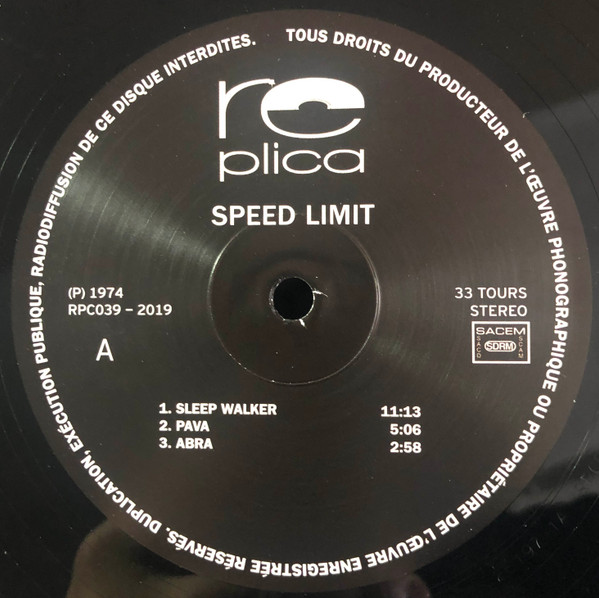 TOUS DROITS DU PRODUCTEUR DE L'ŒUVRE PHONOGRAPHIQUE OU PROPRIÉTAIRE DE L'ŒUVRE ENREGISTRÉE RÉSERVÉS. DUPLICATION, EXÉCUTION PUBLIQUE, RADIODIFFUSION DE CE DISQUE INTERDITES.
re
plica
SPEED LIMIT
(P) 1974
RPC039 – 2019
A
33 TOURS
STEREO
SACEM
SACD
SDRM
SCAM
1. SLEEP WALKER 11:13
2. PAVA 5:06
3. ABRA 2:58